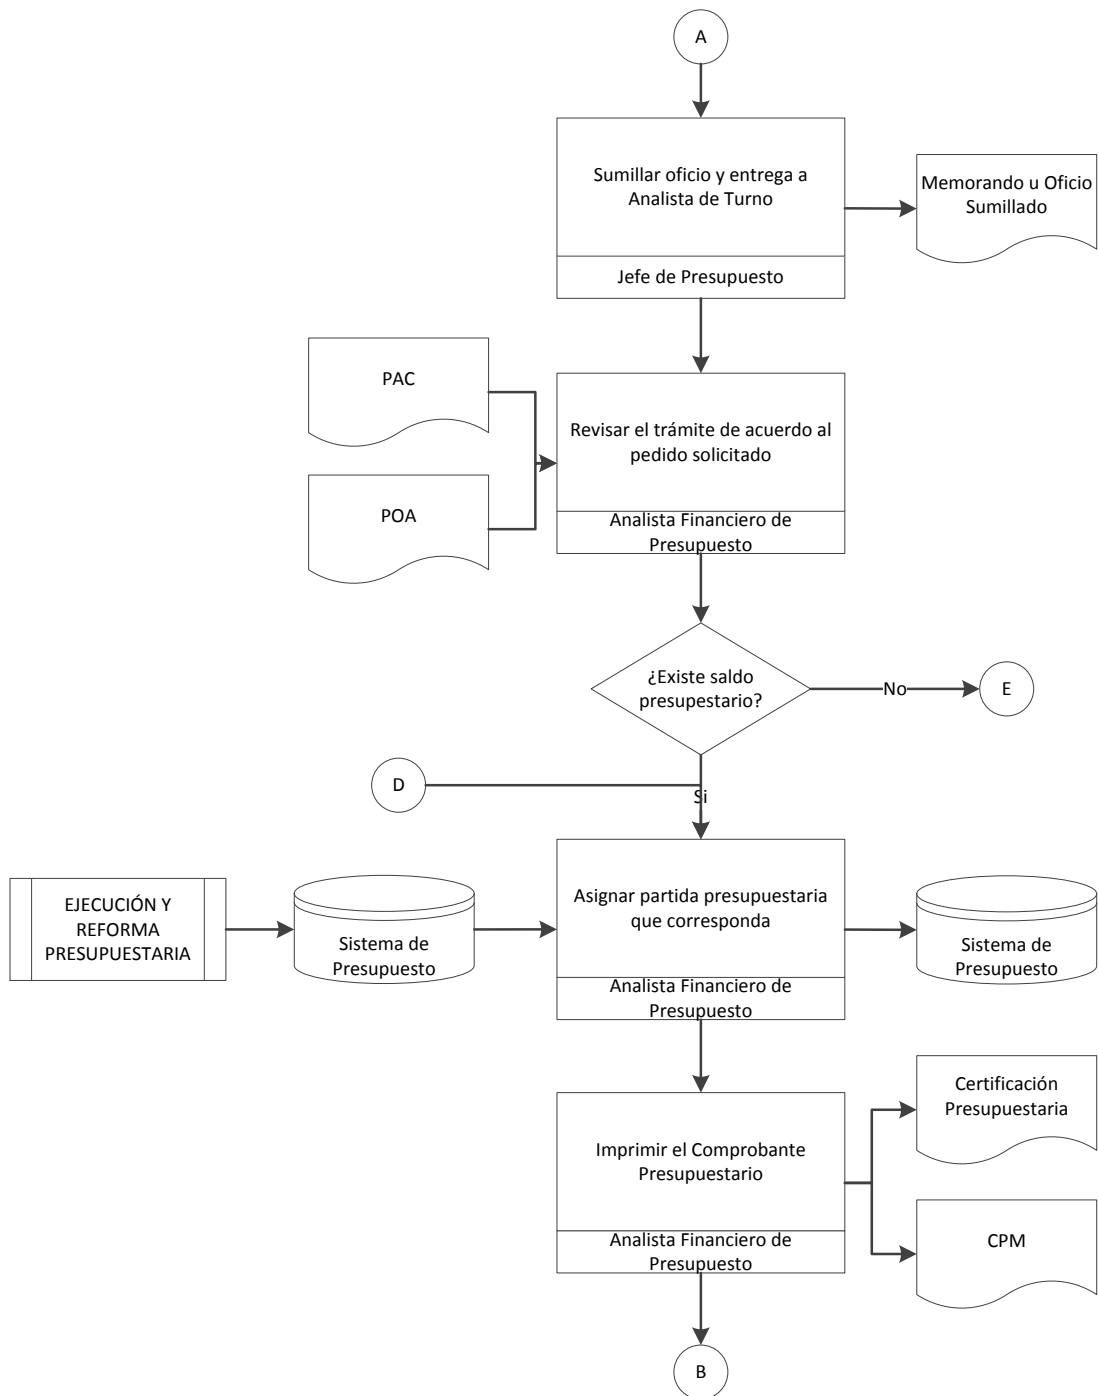 A
Sumillar oficio y entrega a
Analista de Turno
Jefe de Presupuesto
Memorando u Oficio
Sumillado
PAC
POA
Revisar el trámite de acuerdo al
pedido solicitado
Analista Financiero de
Presupuesto
¿Existe saldo
presupestario?
No
E
D
Si
EJECUCIÓN Y
REFORMA
PRESUPUESTARIA
Sistema de
Presupuesto
Asignar partida presupuestaria
que corresponda
Analista Financiero de
Presupuesto
Sistema de
Presupuesto
Imprimir el Comprobante
Presupuestario
Analista Financiero de
Presupuesto
Certificación
Presupuestaria
CPM
B